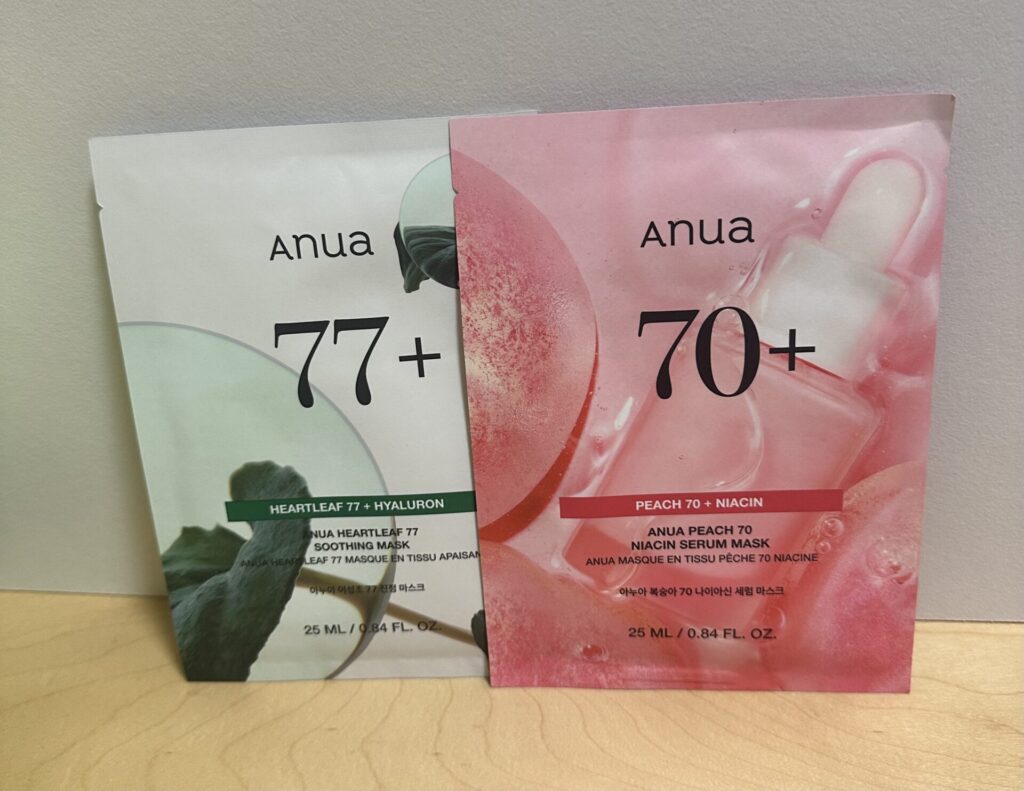 Anua
77+
HEARTLEAF 77 + HYALURON
ANUA HEARTLEAF 77
SOOTHING MASK
ANUA HEARTLEAF 77 MASQUE EN TISSU APAISAN
아누아 어성초 77 진정 마스크
25 ML / 0.84 FL. OZ.
Anua
70+
PEACH 70 + NIACIN
ANUA PEACH 70
NIACIN SERUM MASK
ANUA MASQUE EN TISSU PÊCHE 70 NIACINE
아누아 복숭아 70 나이아신 세럼 마스크
25 ML / 0.84 FL. OZ.